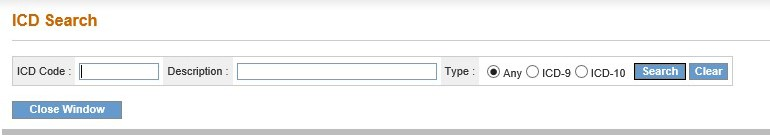 ICD Search
ICD Code : Description : Type : Any ICD-9 ICD-10 Search Clear
Close Window